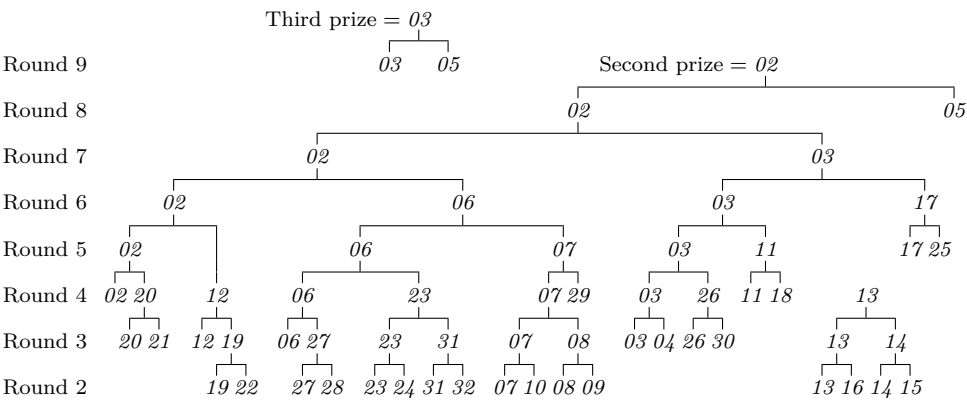 Third prize = 03
Round 9 03 05 Second prize = 02
Round 8 02 05
Round 7 02 03
Round 6 02 06 03 17
Round 5 02 06 07 03 11 17 25
Round 4 02 20 12 06 23 07 29 03 26 11 18 13
Round 3 20 21 12 19 06 27 23 31 07 08 03 04 26 30 13 14
Round 2 19 22 27 28 23 24 31 32 07 10 08 09 13 16 14 15